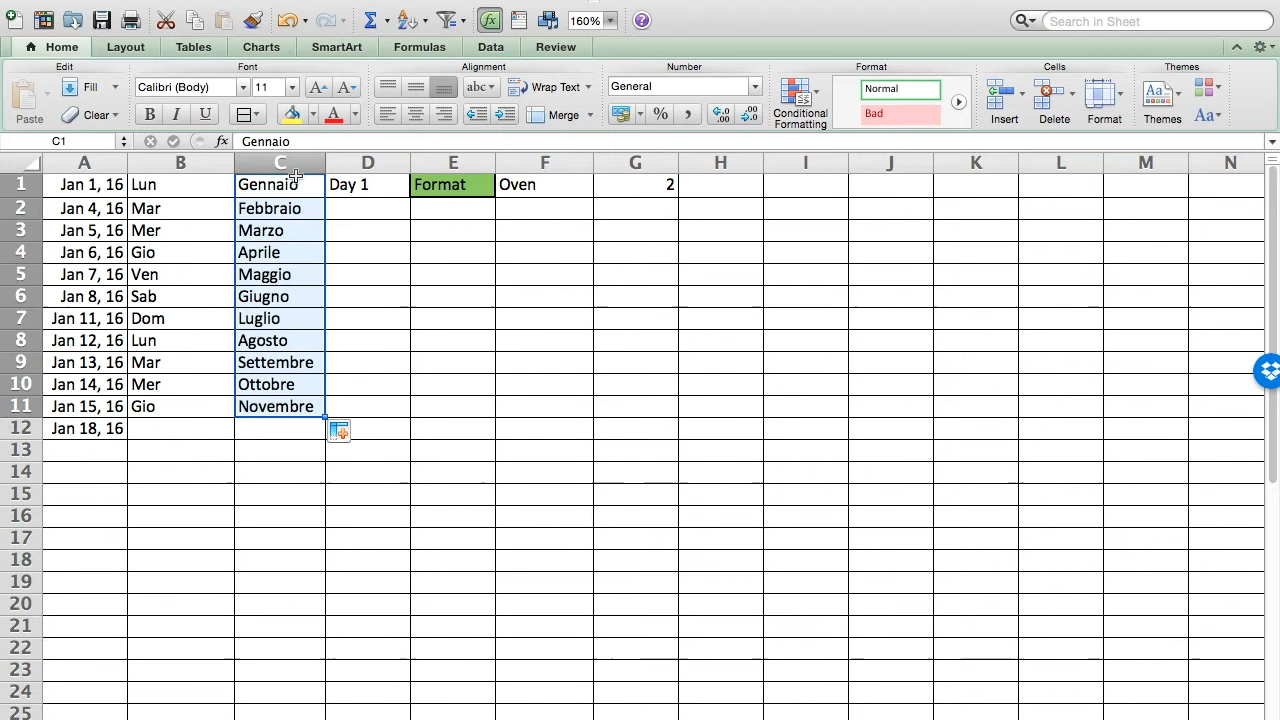 160%
Search in Sheet
Home Layout Tables Charts SmartArt Formulas Data Review
Edit Font Alignment Number Format Cells Themes
Fill Calibri (Body) 11 A A abc Wrap Text General Normal
Paste Clear B I U A Merge % , Conditional Formatting Bad Insert Delete Format Themes Aa
C1 fx Gennaio
A B C D E F G H I J K L M N
1 Jan 1, 16 Lun Gennaio Day 1 Format Oven 2
2 Jan 4, 16 Mar Febbraio
3 Jan 5, 16 Mer Marzo
4 Jan 6, 16 Gio Aprile
5 Jan 7, 16 Ven Maggio
6 Jan 8, 16 Sab Giugno
7 Jan 11, 16 Dom Luglio
8 Jan 12, 16 Lun Agosto
9 Jan 13, 16 Mar Settembre
10 Jan 14, 16 Mer Ottobre
11 Jan 15, 16 Gio Novembre
12 Jan 18, 16
13
14
15
16
17
18
19
20
21
22
23
24
25